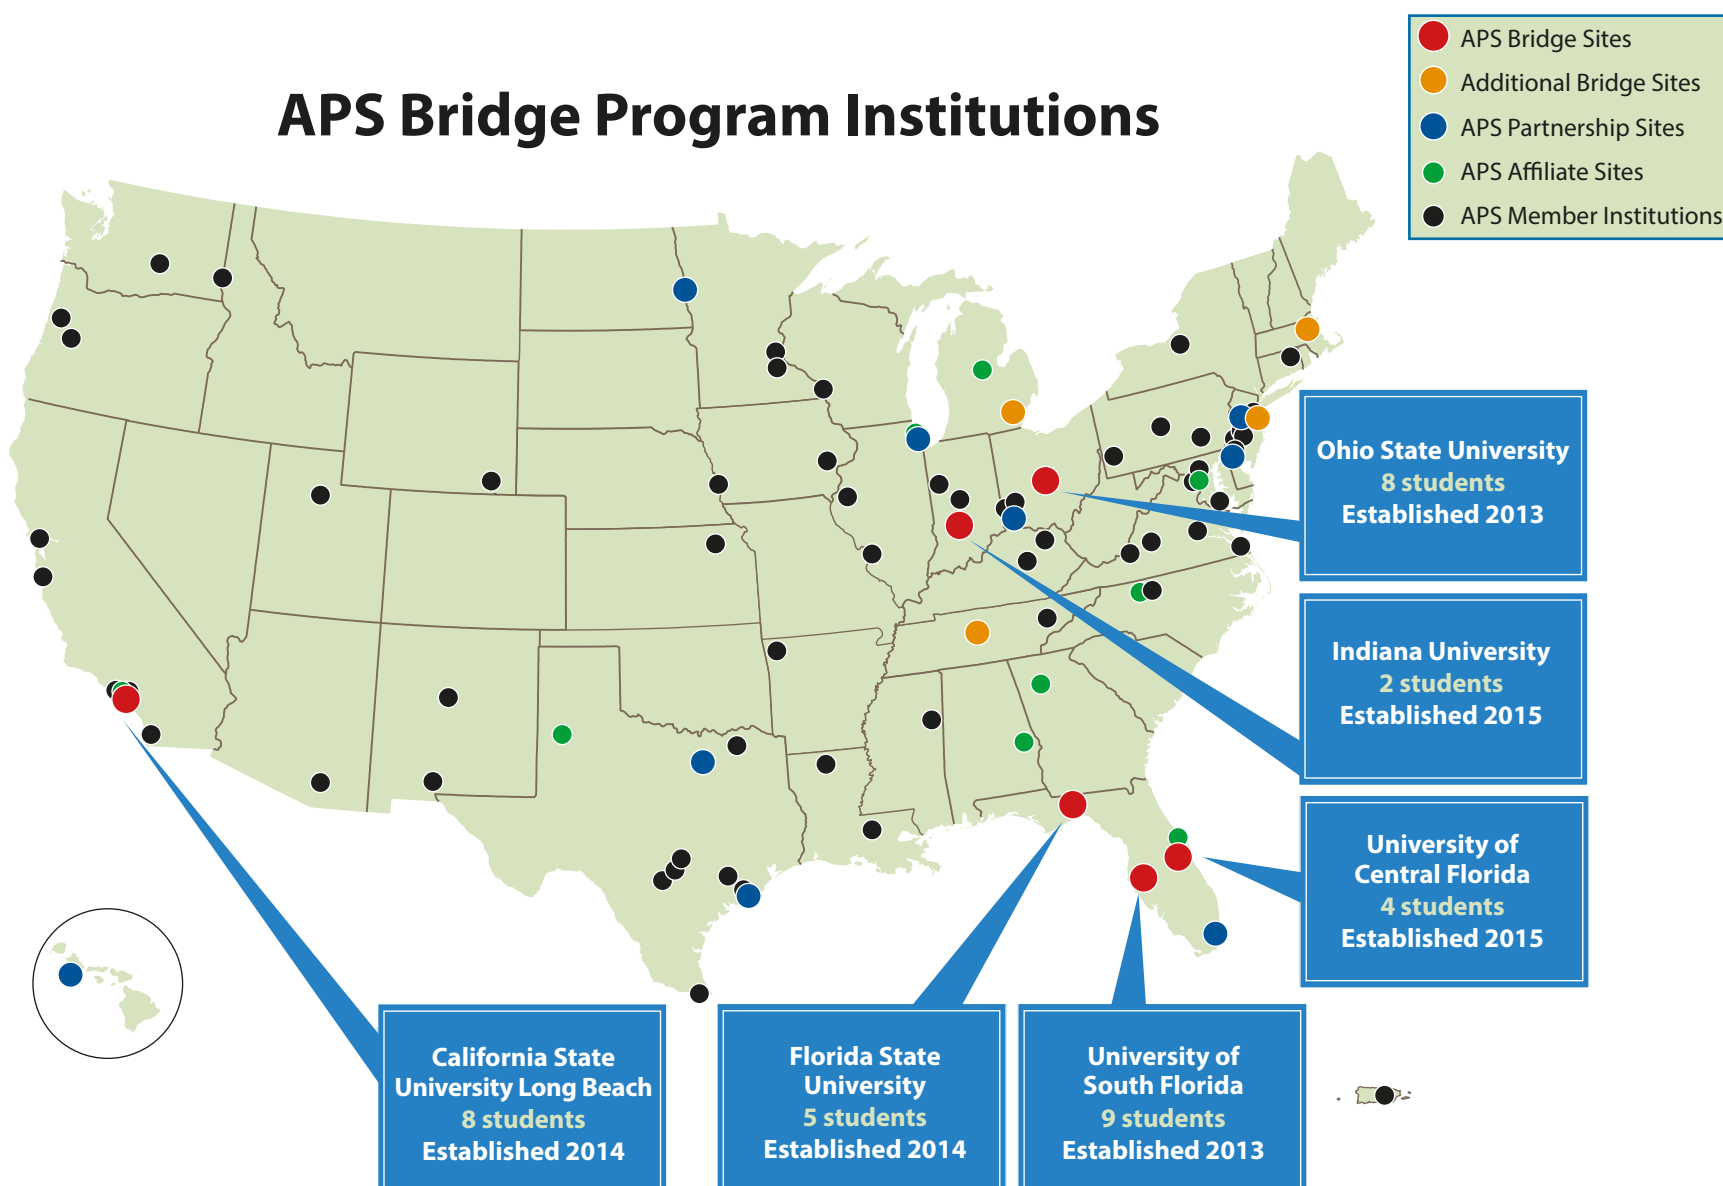 APS Bridge Program Institutions
APS Bridge Sites
Additional Bridge Sites
APS Partnership Sites
APS Affiliate Sites
APS Member Institutions
Ohio State University
8 students
Established 2013
Indiana University
2 students
Established 2015
University of
Central Florida
4 students
Established 2015
California State
University Long Beach
8 students
Established 2014
Florida State
University
5 students
Established 2014
University of
South Florida
9 students
Established 2013